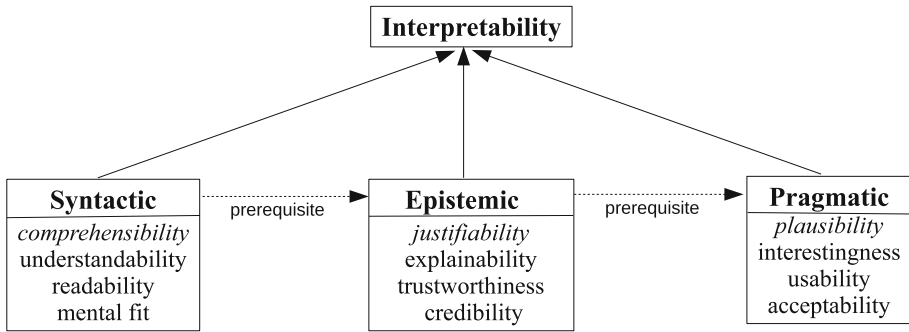 Interpretability
Syntactic
comprehensibility
understandability
readability
mental fit
prerequisite
Epistemic
justifiability
explainability
trustworthiness
credibility
prerequisite
Pragmatic
plausibility
interestingness
usability
acceptability